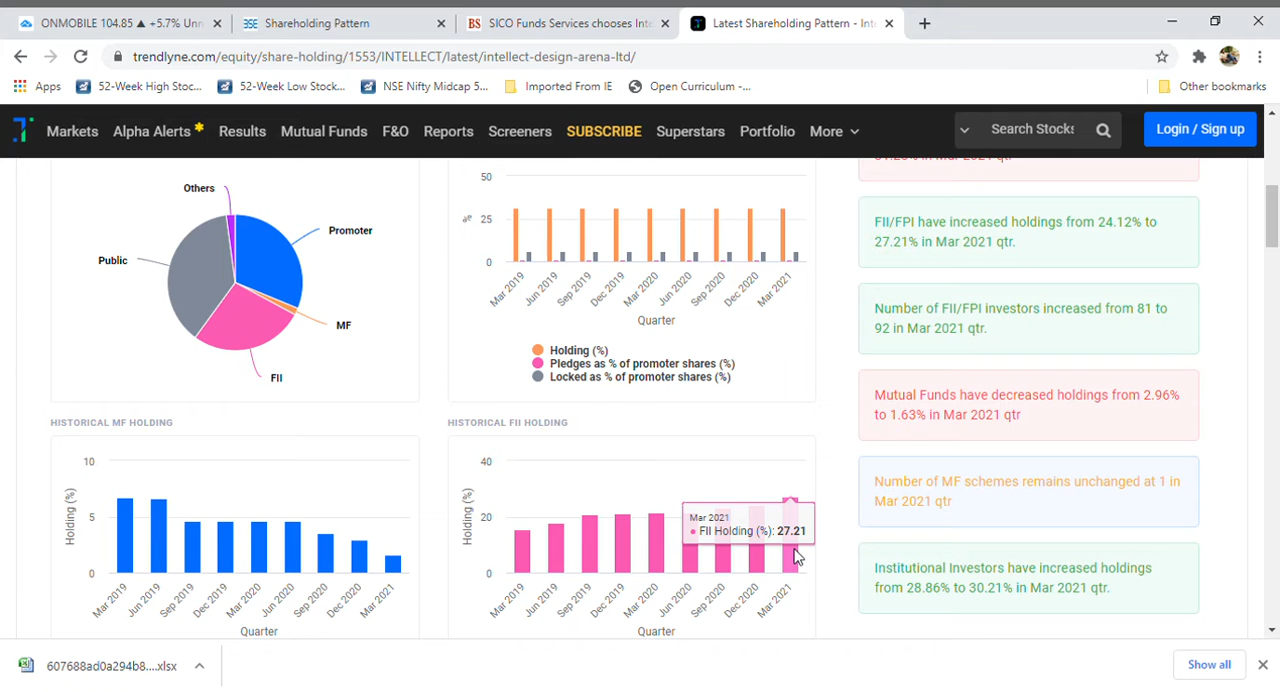 ONMOBILE 104.85 ▲ +5.7% Unn
Shareholding Pattern
BS SICO Funds Services chooses Inte
Latest Shareholding Pattern - Inte
trendlyne.com/equity/share-holding/1553/INTELLECT/latest/intellect-design-arena-ltd/
Apps 52-Week High Stoc... 52-Week Low Stock... NSE Nifty Midcap 5... Imported From IE Open Curriculum -... Other bookmarks
Markets Alpha Alerts Results Mutual Funds F&O Reports Screeners SUBSCRIBE Superstars Portfolio More Search Stocks Login / Sign up
Others
Promoter
Public
MF
FII
50
25
0
%
Mar 2019 Jun 2019 Sep 2019 Dec 2019 Mar 2020 Jun 2020 Sep 2020 Dec 2020 Mar 2021
Quarter
Holding (%)
Pledges as % of promoter shares (%)
Locked as % of promoter shares (%)
in Mar 2021 qtr.
FII/FPI have increased holdings from 24.12% to
27.21% in Mar 2021 qtr.
Number of FII/FPI investors increased from 81 to
92 in Mar 2021 qtr.
Mutual Funds have decreased holdings from 2.96%
to 1.63% in Mar 2021 qtr
Number of MF schemes remains unchanged at 1 in
Mar 2021 qtr
Institutional Investors have increased holdings
from 28.86% to 30.21% in Mar 2021 qtr.
HISTORICAL MF HOLDING
10
5
0
Holding (%)
Mar 2019 Jun 2019 Sep 2019 Dec 2019 Mar 2020 Jun 2020 Sep 2020 Dec 2020 Mar 2021
Quarter
HISTORICAL FII HOLDING
40
20
0
Holding (%)
Mar 2021
FII Holding (%): 27.21
Mar 2019 Jun 2019 Sep 2019 Dec 2019 Mar 2020 Jun 2020 Sep 2020 Dec 2020 Mar 2021
Quarter
607688ad0a294b8....xlsx
Show all